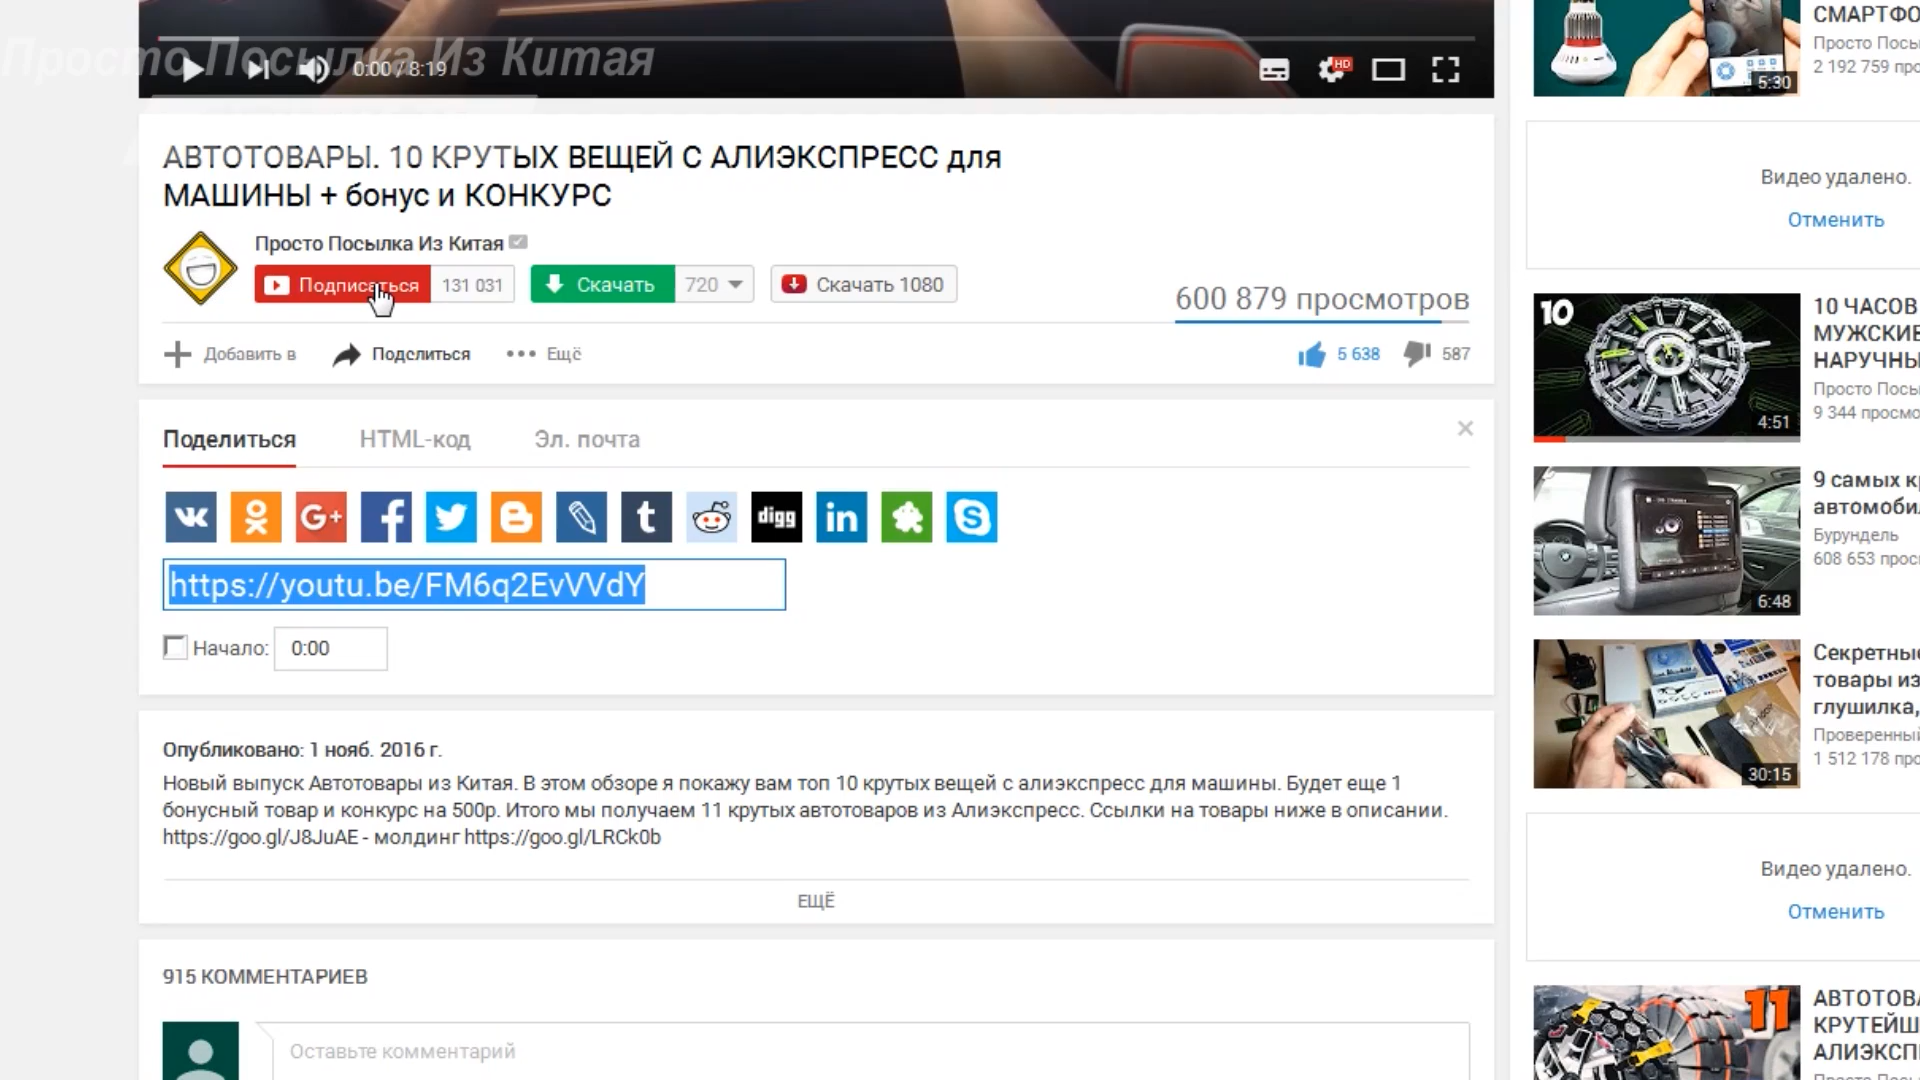 Просто Посылка Из Китая
0:00 / 8:19
HD
АВТОТОВАРЫ. 10 КРУТЫХ ВЕЩЕЙ С АЛИЭКСПРЕСС для
МАШИНЫ + бонус и КОНКУРС
Просто Посылка Из Китая
Подписаться 131 031 Скачать 720 Скачать 1080
600 879 просмотров
Добавить в Поделиться Ещё
5 638 587
Поделиться HTML-код Эл. почта
G+ t digg in
https://youtu.be/FM6q2EvVVdY
Начало: 0:00
Опубликовано: 1 нояб. 2016 г.
Новый выпуск Автотовары из Китая. В этом обзоре я покажу вам топ 10 крутых вещей с алиэкспресс для машины. Будет еще 1
бонусный товар и конкурс на 500р. Итого мы получаем 11 крутых автотоваров из Алиэкспресс. Ссылки на товары ниже в описании.
https://goo.gl/J8JuAE - молдинг https://goo.gl/LRCk0b
ЕЩЁ
915 КОММЕНТАРИЕВ
Оставьте комментарий
СМАРТФО
Просто Посы
2 192 759 про
5:30
Видео удалено.
Отменить
10
4:51
10 ЧАСОВ
МУЖСКИЕ
НАРУЧНЫ
Просто Посы
9 344 просмо
6:48
9 самых кр
автомоби
Бурундель
608 653 прос
30:15
Секретные
товары из
глушилка,
Проверенный
1 512 178 про
Видео удалено.
Отменить
11
АВТОТОВА
КРУТЕЙШ
АЛИЭКСП